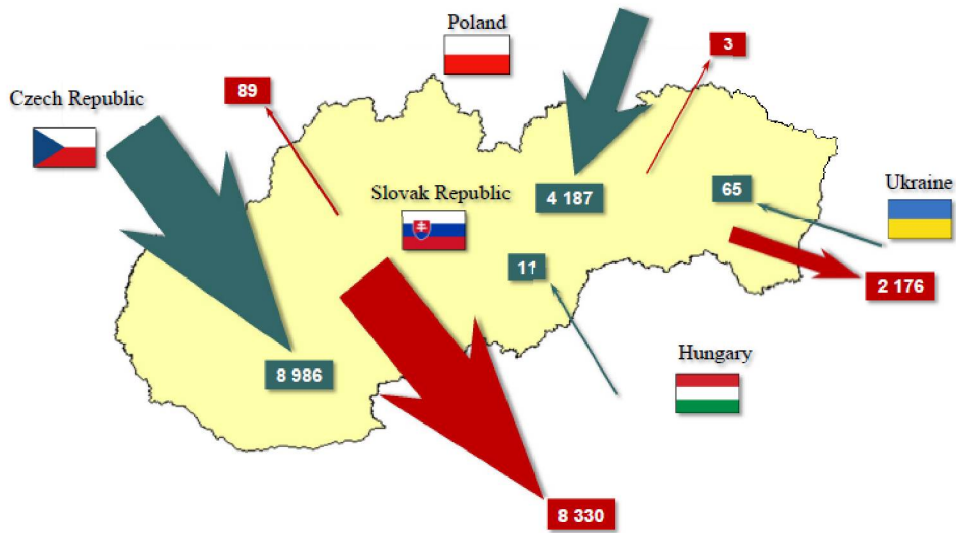 Poland
3
89
Czech Republic
Slovak Republic
4 187
65
Ukraine
11
2 176
Hungary
8 986
8 330